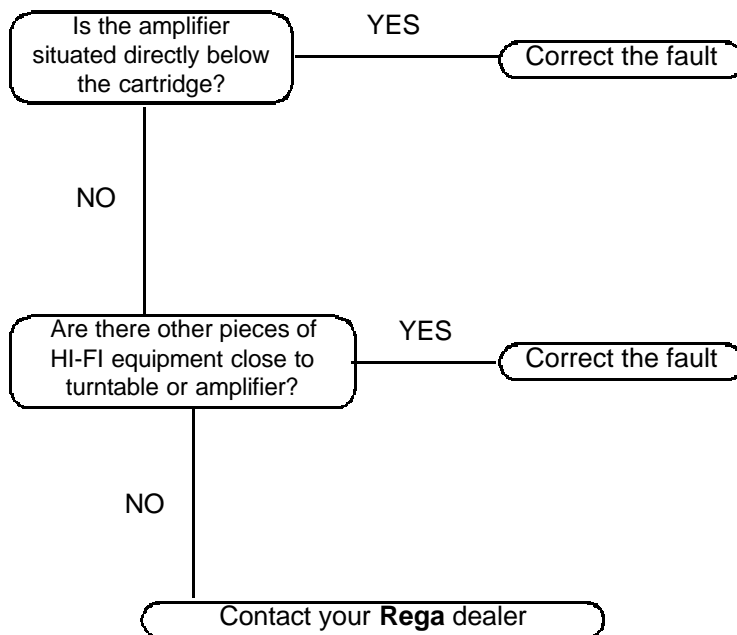 Is the amplifier
situated directly below
the cartridge?
YES
Correct the fault
NO
Are there other pieces of
HI-FI equipment close to
turntable or amplifier?
YES
Correct the fault
NO
Contact your Rega dealer